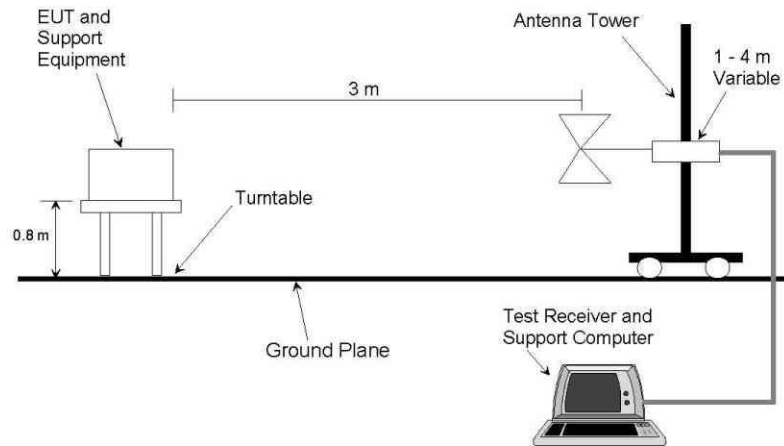 EUT and
Support
Equipment
Antenna Tower
1 - 4 m
Variable
3 m
Turntable
0.8 m
Ground Plane
Test Receiver and
Support Computer